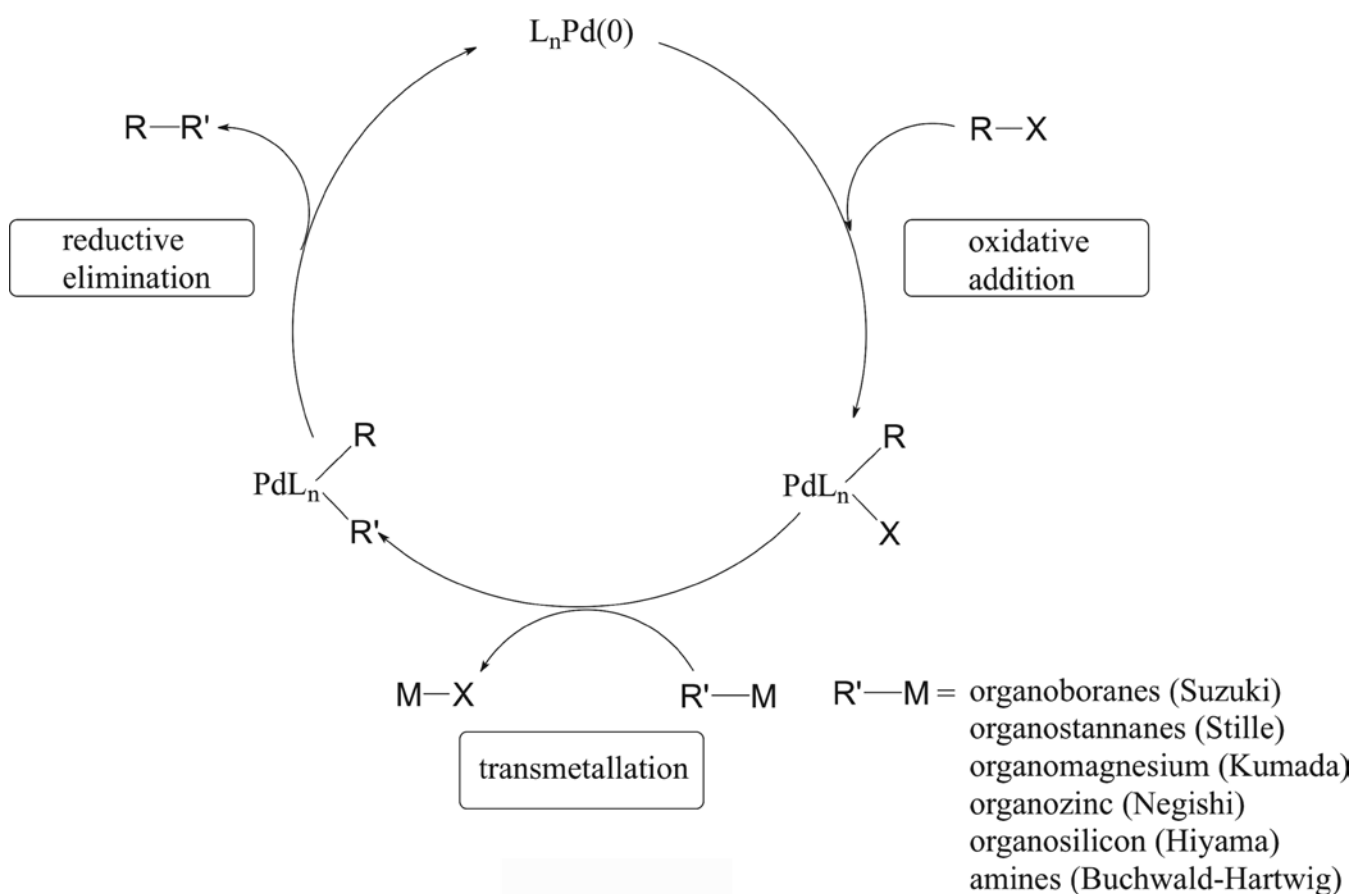 LₙPd(0)
R—R'
R—X
reductive
elimination
oxidative
addition
R
PdLₙ
R'
R
PdLₙ
X
M—X
R'—M
R'—M = organoboranes (Suzuki)
organostannanes (Stille)
organomagnesium (Kumada)
organozinc (Negishi)
organosilicon (Hiyama)
amines (Buchwald-Hartwig)
transmetallation